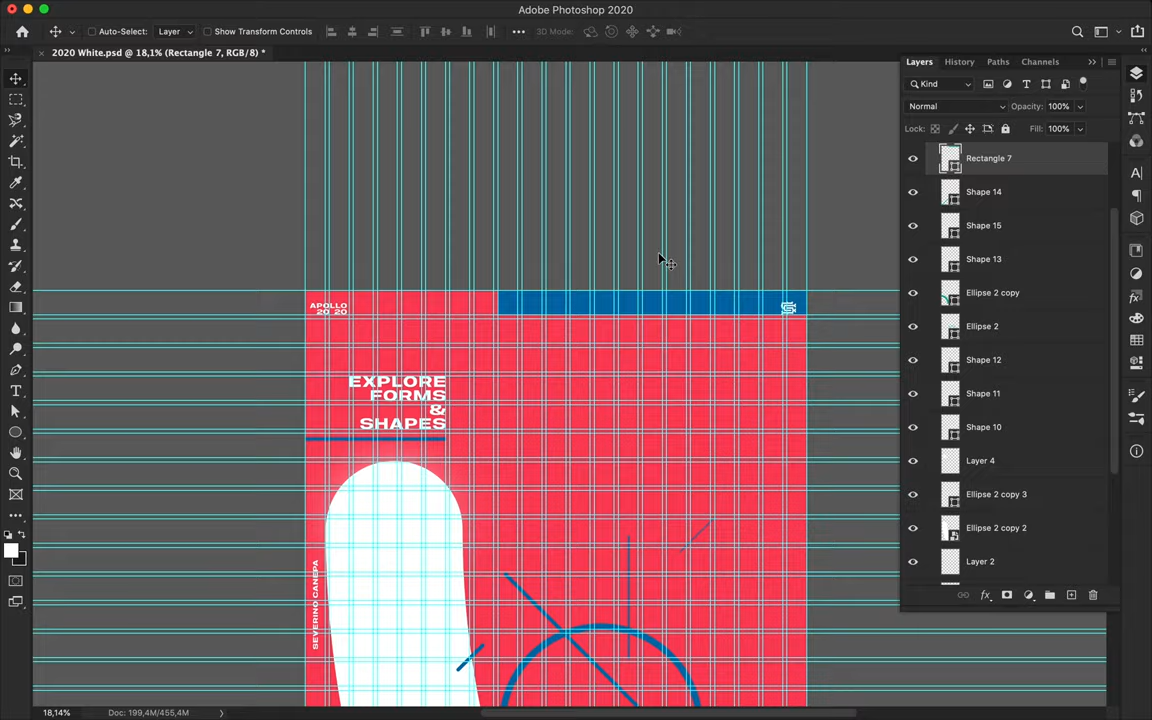 Adobe Photoshop 2020
Auto-Select:
Layer
Show Transform Controls
3D Mode:
2020 White.psd @ 18,1% (Rectangle 7, RGB/8) *
Layers
History
Paths
Channels
Kind
Normal
Opacity: 100%
Lock:
Fill: 100%
Rectangle 7
Shape 14
Shape 15
Shape 13
Ellipse 2 copy
Ellipse 2
Shape 12
Shape 11
Shape 10
Layer 4
Ellipse 2 copy 3
Ellipse 2 copy 2
Layer 2
APOLLO
20 20
EXPLORE
FORMS
&
SHAPES
SEVERINO CANEPA
18,14%
Doc: 199,4M/455,4M